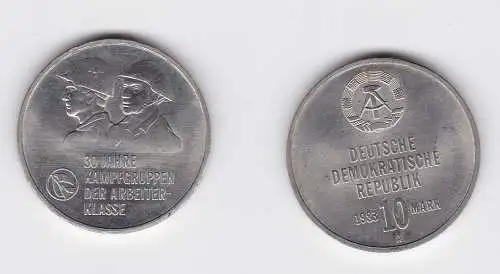 30 JAHRE
KAMPFGRUPPEN
DER ARBEITER-
KLASSE
DEUTSCHE
DEMOKRATISCHE
REPUBLIK
1983 10 MARK
A